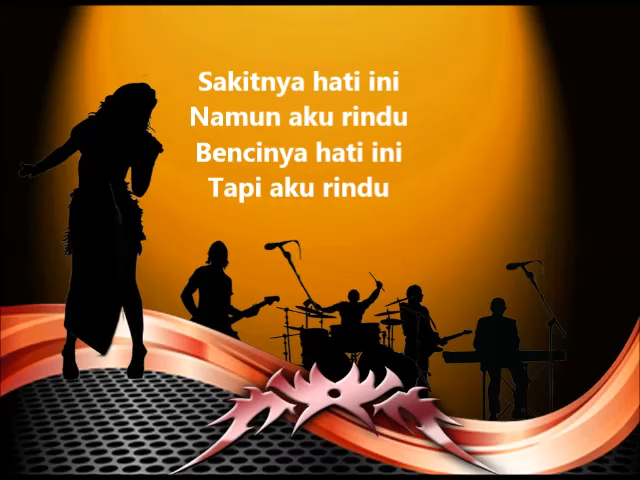 Sakitnya hati ini
Namun aku rindu
Bencinya hati ini
Tapi aku rindu